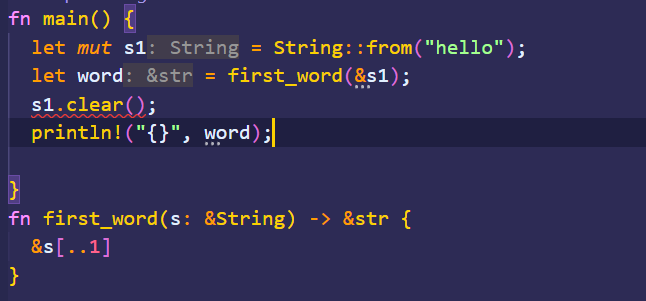 fn main() {
let mut s1: String = String::from("hello");
let word: &str = first_word(&s1);
s1.clear();
println!("{}", word);
}
fn first_word(s: &String) -> &str {
&s[..1]
}